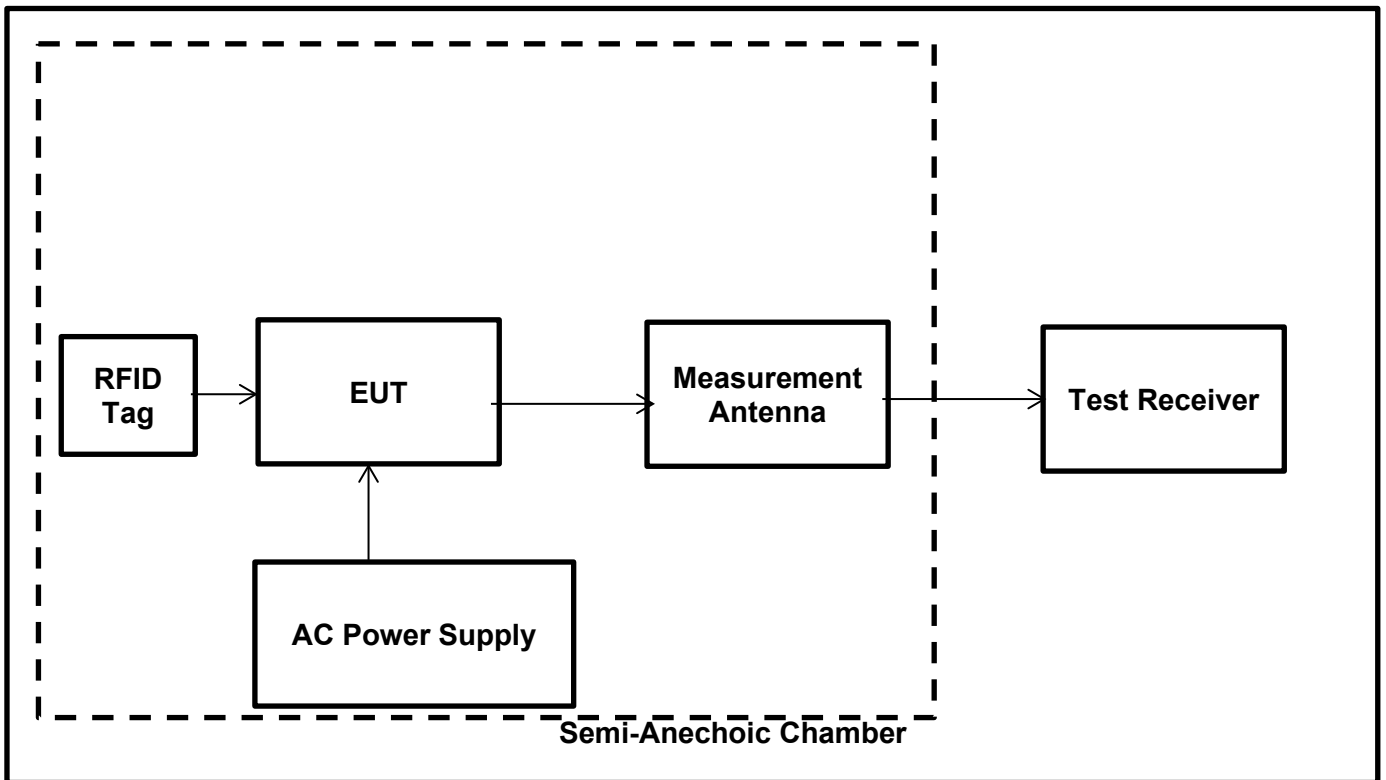 RFID
Tag
EUT
Measurement
Antenna
Test Receiver
AC Power Supply
Semi-Anechoic Chamber